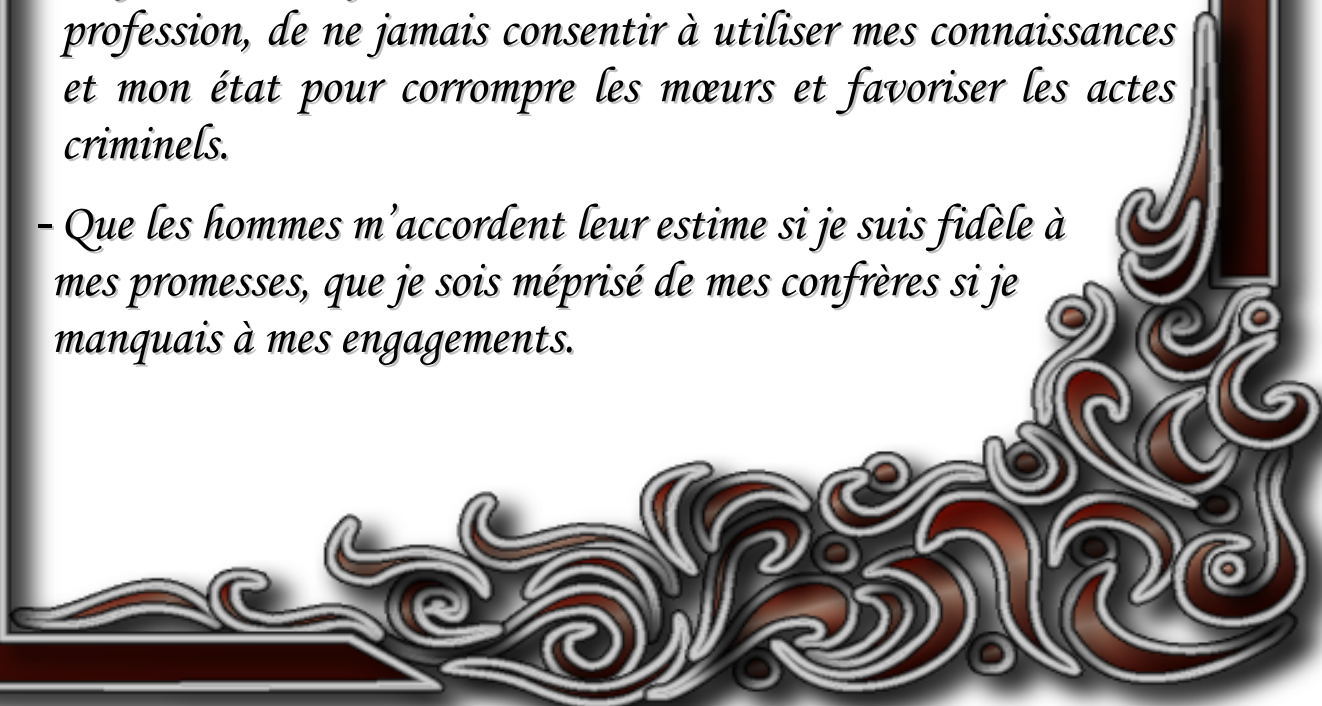 profession, de ne jamais consentir à utiliser mes connaissances
et mon état pour corrompre les mœurs et favoriser les actes
criminels.
- Que les hommes m’accordent leur estime si je suis fidèle à
mes promesses, que je sois méprisé de mes confrères si je
manquais à mes engagements.